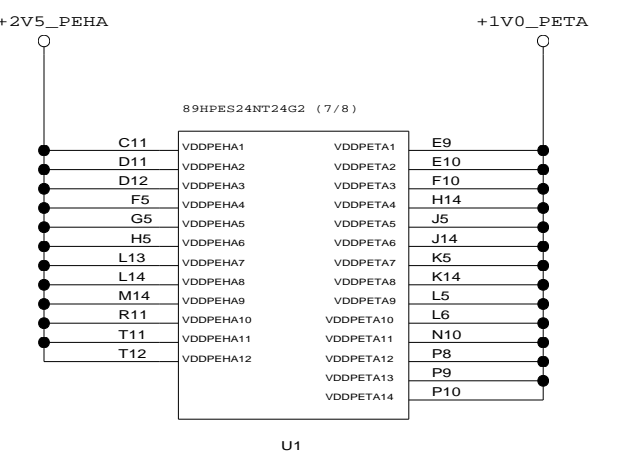 +2V5_PEHA +1V0_PETA
89HPES24NT24G2 (7/8)
C11 VDDPEHA1 VDDPETA1 E9
D11 VDDPEHA2 VDDPETA2 E10
D12 VDDPEHA3 VDDPETA3 F10
F5 VDDPEHA4 VDDPETA4 H14
G5 VDDPEHA5 VDDPETA5 J5
H5 VDDPEHA6 VDDPETA6 J14
L13 VDDPEHA7 VDDPETA7 K5
L14 VDDPEHA8 VDDPETA8 K14
M14 VDDPEHA9 VDDPETA9 L5
R11 VDDPEHA10 VDDPETA10 L6
T11 VDDPEHA11 VDDPETA11 N10
T12 VDDPEHA12 VDDPETA12 P8
VDDPETA13 P9
VDDPETA14 P10
U1